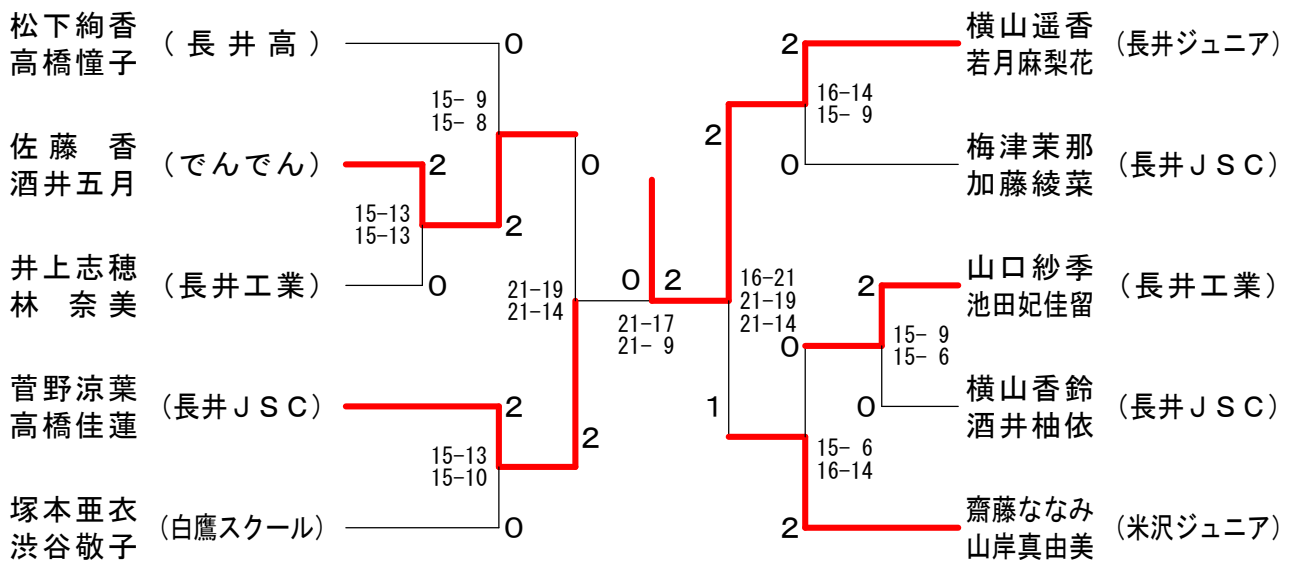 松下絢香
高橋憧子
(長井高)
0
15- 9
15- 8
佐藤 香
酒井五月
(でんでん)
2
15-13
15-13
2
0
井上志穂
林 奈美
(長井工業)
0
21-19
21-14
菅野涼葉
高橋佳蓮
(長井JSC)
2
15-13
15-10
2
塚本亜衣
渋谷敬子
(白鷹スクール)
0
0
2
21-17
21- 9
横山遥香
若月麻梨花
(長井ジュニア)
2
16-14
15- 9
2
梅津茉那
加藤綾菜
(長井JSC)
0
16-21
21-19
21-14
山口紗季
池田妃佳留
(長井工業)
2
15- 9
15- 6
0
横山香鈴
酒井柚依
(長井JSC)
0
1
15- 6
16-14
齋藤ななみ
山岸真由美
(米沢ジュニア)
2